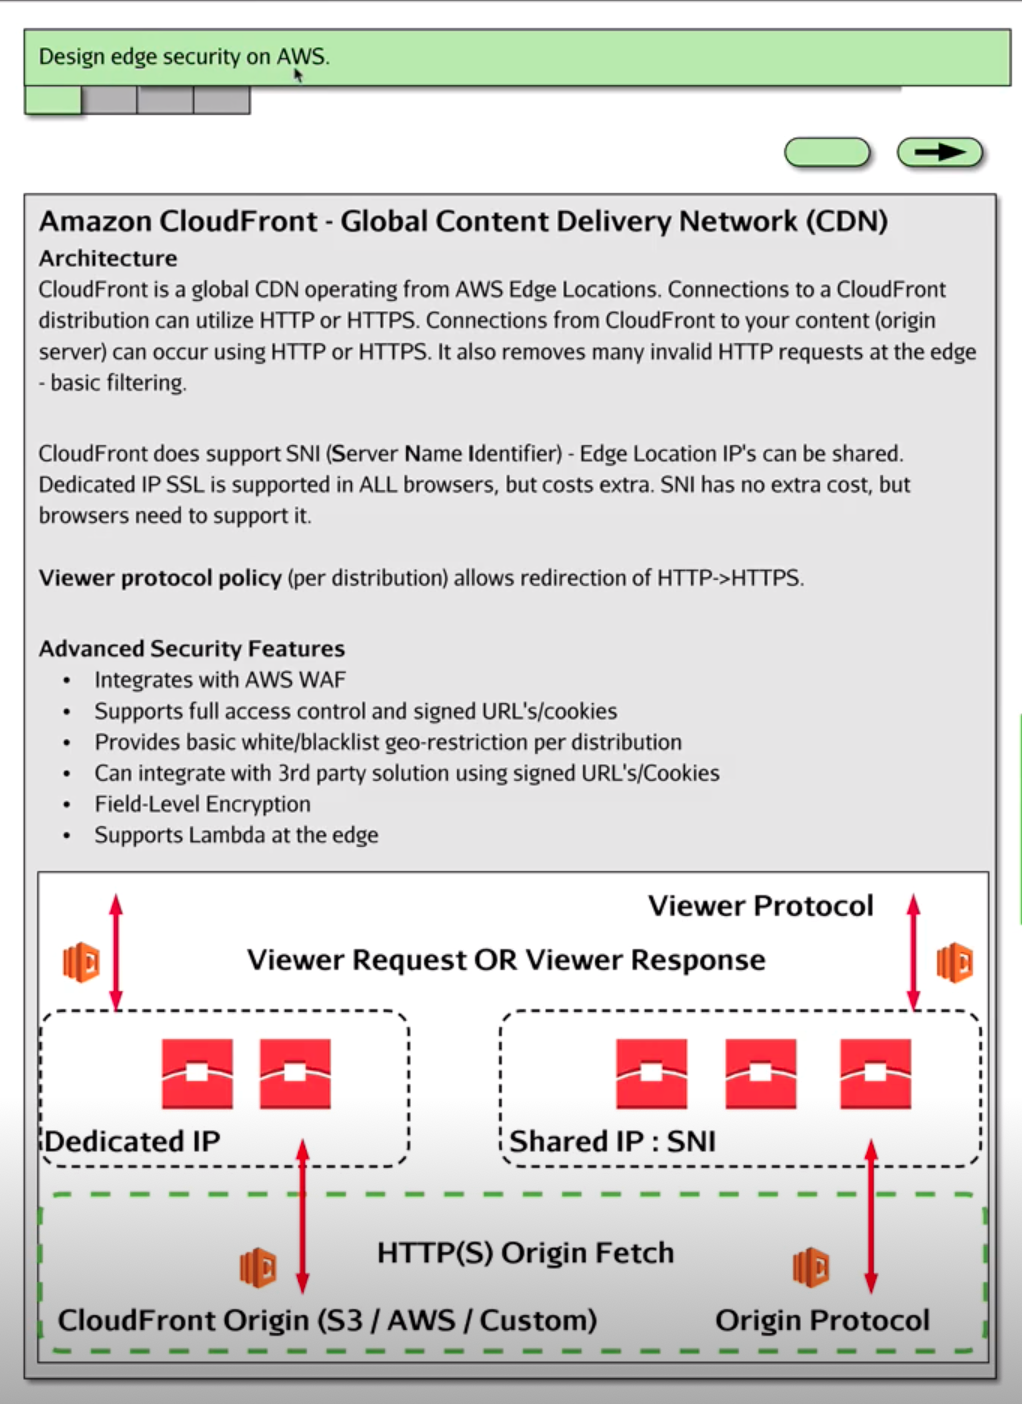 Design edge security on AWS.
Amazon CloudFront - Global Content Delivery Network (CDN)
Architecture
CloudFront is a global CDN operating from AWS Edge Locations. Connections to a CloudFront
distribution can utilize HTTP or HTTPS. Connections from CloudFront to your content (origin
server) can occur using HTTP or HTTPS. It also removes many invalid HTTP requests at the edge
- basic filtering.
CloudFront does support SNI (Server Name Identifier) - Edge Location IP's can be shared.
Dedicated IP SSL is supported in ALL browsers, but costs extra. SNI has no extra cost, but
browsers need to support it.
Viewer protocol policy (per distribution) allows redirection of HTTP->HTTPS.
Advanced Security Features
• Integrates with AWS WAF
• Supports full access control and signed URL's/cookies
• Provides basic white/blacklist geo-restriction per distribution
• Can integrate with 3rd party solution using signed URL's/Cookies
• Field-Level Encryption
• Supports Lambda at the edge
Viewer Protocol
Viewer Request OR Viewer Response
Dedicated IP
Shared IP : SNI
HTTP(S) Origin Fetch
CloudFront Origin (S3 / AWS / Custom)
Origin Protocol